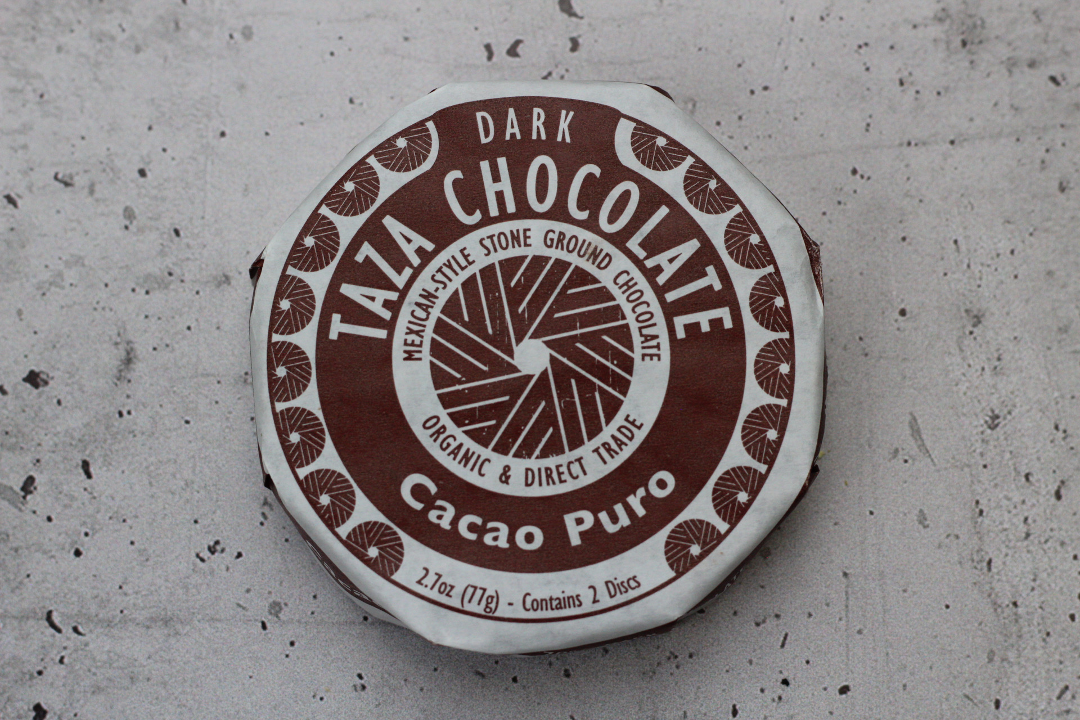 DARK
TAZA CHOCOLATE
MEXICAN-STYLE STONE GROUND CHOCOLATE
ORGANIC & DIRECT TRADE
Cacao Puro
2.7oz (77g) - Contains 2 Discs